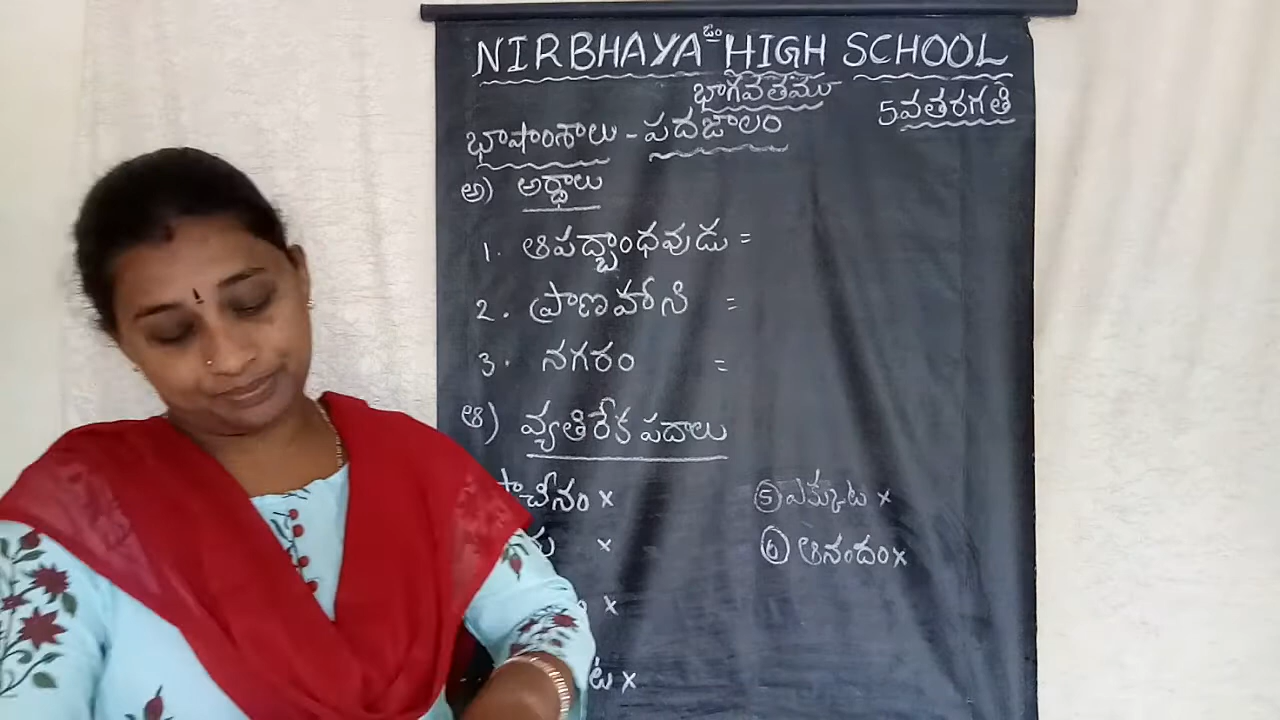 ఓం
NIRBHAYA HIGH SCHOOL
భాగవతము
5వతరగతి
భాషాంశాలు - పదజాలం
అ) అర్థాలు
1. ఆపద్బాంధవుడు =
2. ప్రాణహాని =
3. నగరం =
ఆ) వ్యతిరేక పదాలు
ప్రాచీనం x
⑤ ఎక్కుట x
x
⑥ ఆనందం x
x
ట x